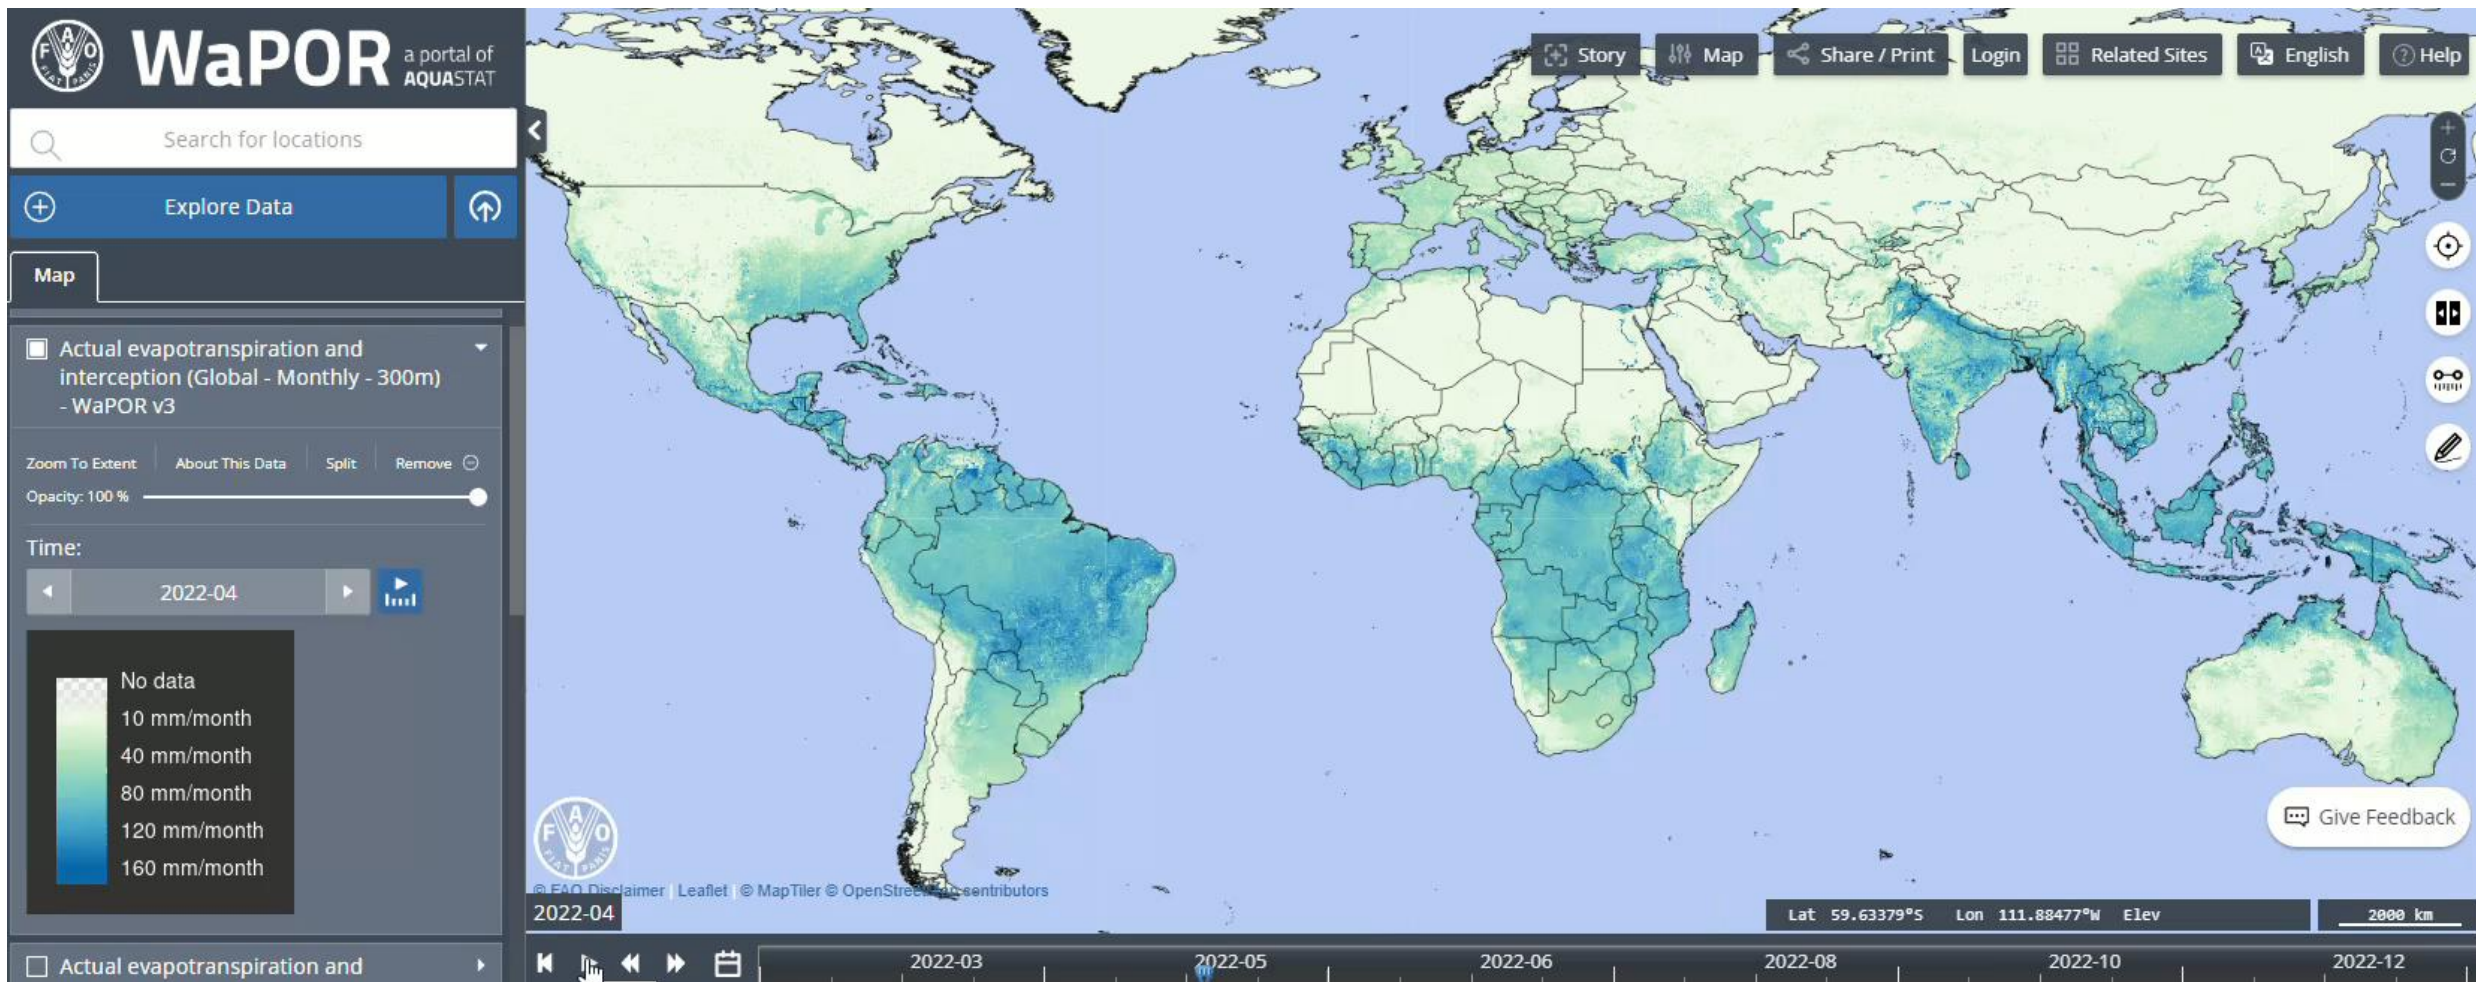 WaPOR
a portal of
AQUASTAT
Story
Map
Share / Print
Login
Related Sites
English
Help
Search for locations
Explore Data
Map
Actual evapotranspiration and
interception (Global - Monthly - 300m)
- WaPOR v3
Zoom To Extent
About This Data
Split
Remove
Opacity: 100 %
Time:
2022-04
No data
10 mm/month
40 mm/month
80 mm/month
120 mm/month
160 mm/month
Actual evapotranspiration and
Give Feedback
F A O
FIAT PANIS
© FAO Disclaimer | Leaflet | © MapTiler © OpenStreetMap contributors
2022-04
Lat 59.63379°S Lon 111.88477°W Elev
2000 km
2022-03
2022-05
2022-06
2022-08
2022-10
2022-12